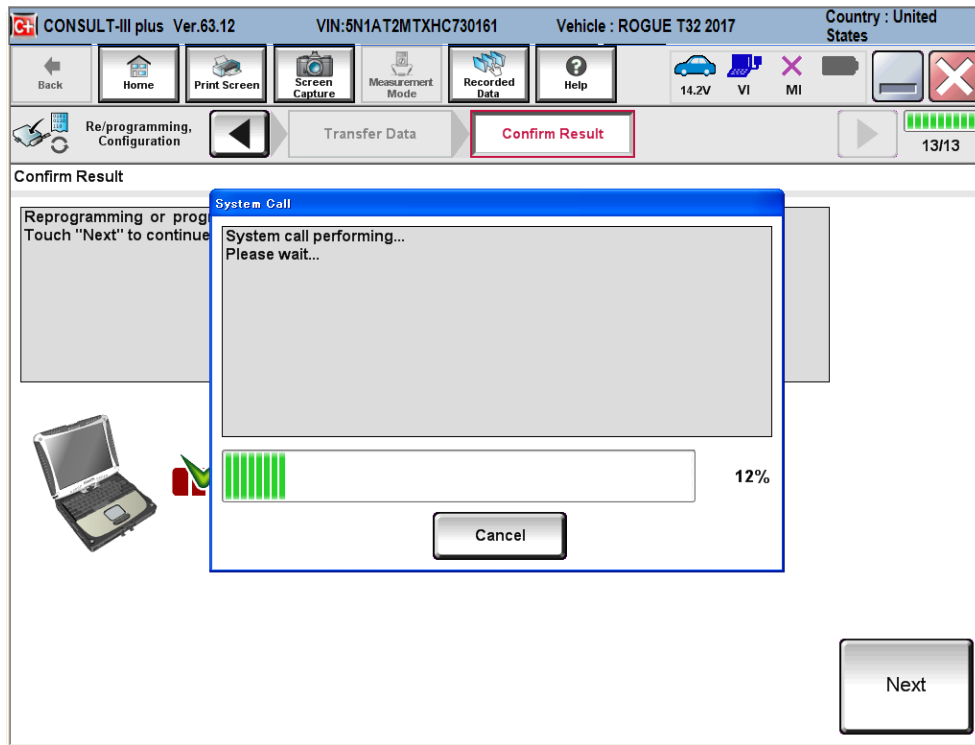 C+ CONSULT-III plus Ver.63.12 VIN:5N1AT2MTXHC730161 Vehicle : ROGUE T32 2017 Country : United States
Back
Home
Print Screen
Screen Capture
Measurement Mode
Recorded Data
Help
14.2V
VI
MI
Re/programming, Configuration
Transfer Data
Confirm Result
13/13
Confirm Result
Reprogramming or prog
Touch "Next" to continue
System Call
System call performing...
Please wait...
12%
Cancel
Next